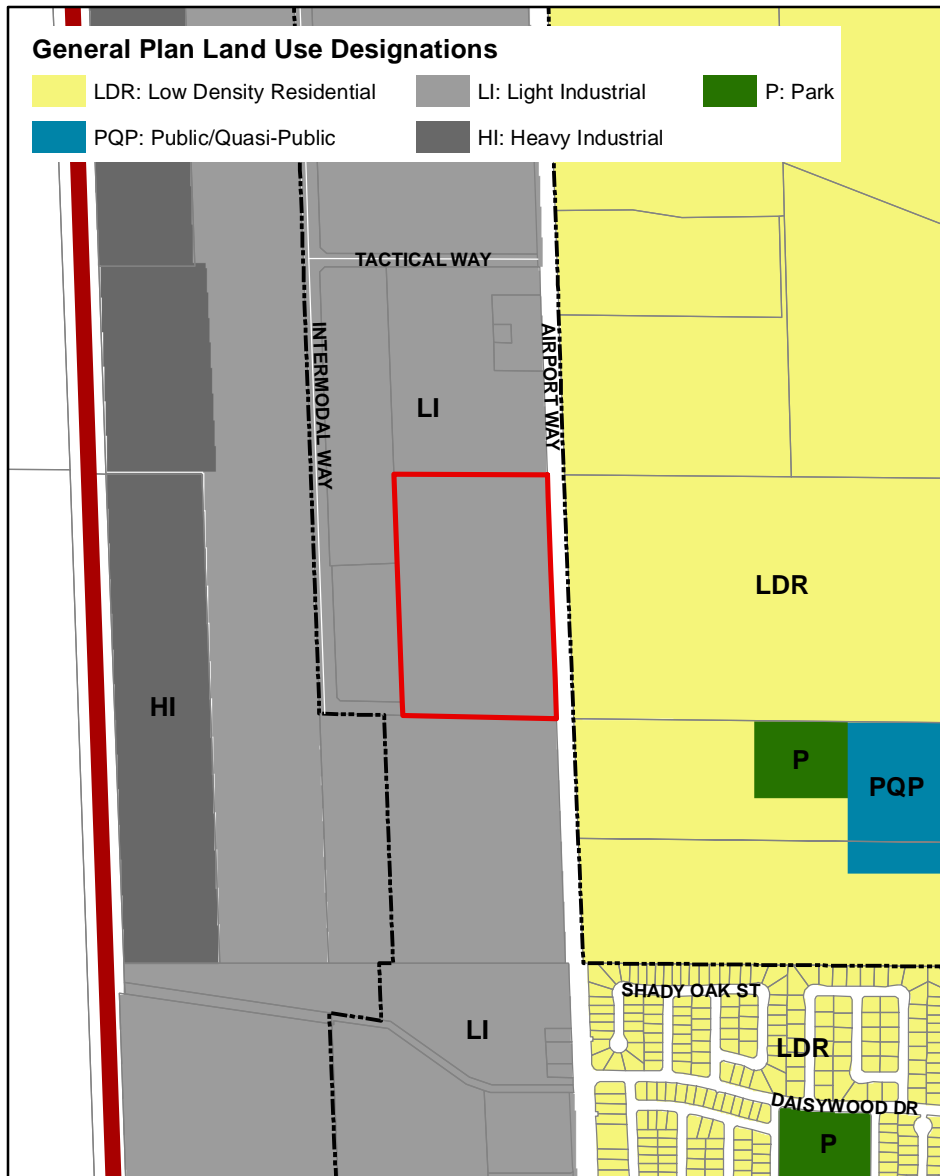 General Plan Land Use Designations
LDR: Low Density Residential
LI: Light Industrial
P: Park
PQP: Public/Quasi-Public
HI: Heavy Industrial
TACTICAL WAY
INTERMODAL WAY
AIRPORT WAY
LI
LDR
HI
P
PQP
SHADY OAK ST
LI
LDR
DAISYWOOD DR
P